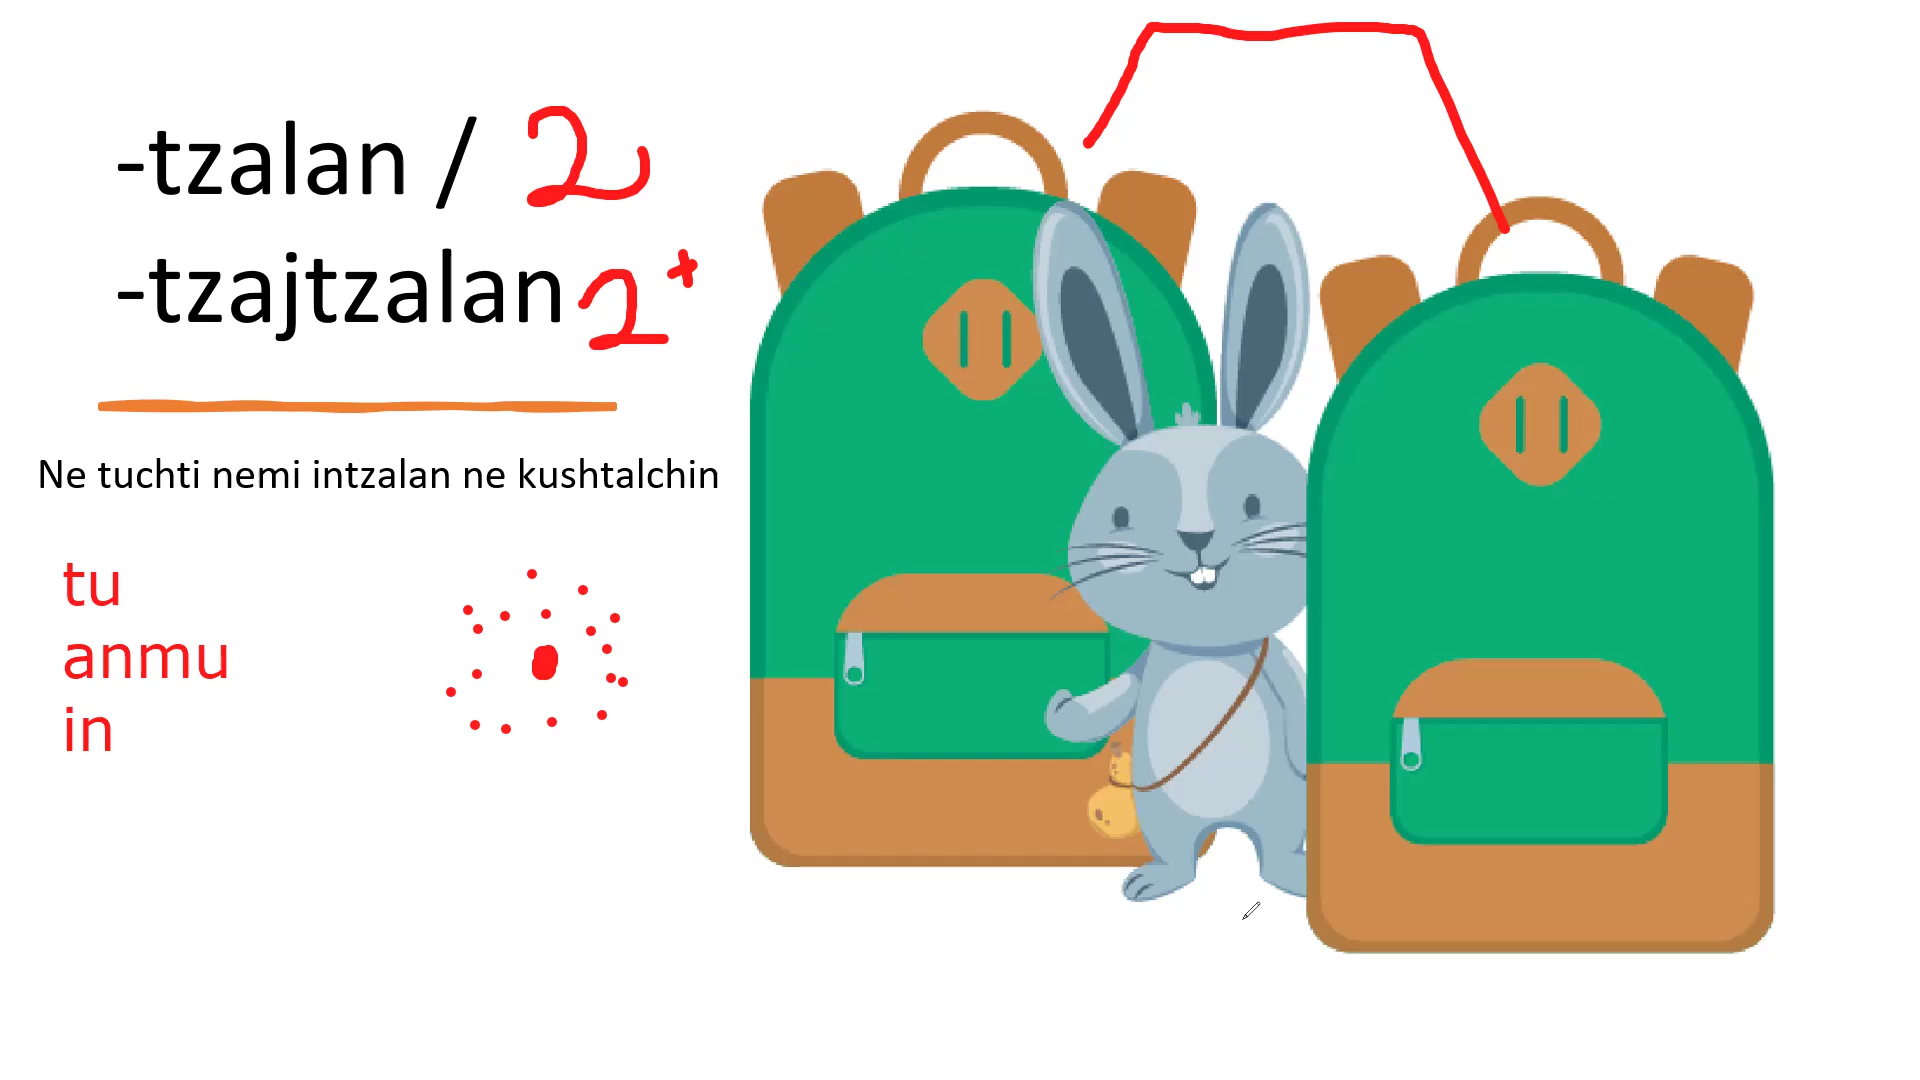 -tzalan / 2
-tzajtzalan 2+
Ne tuchti nemi intzalan ne kushtalchin
tu
anmu
in